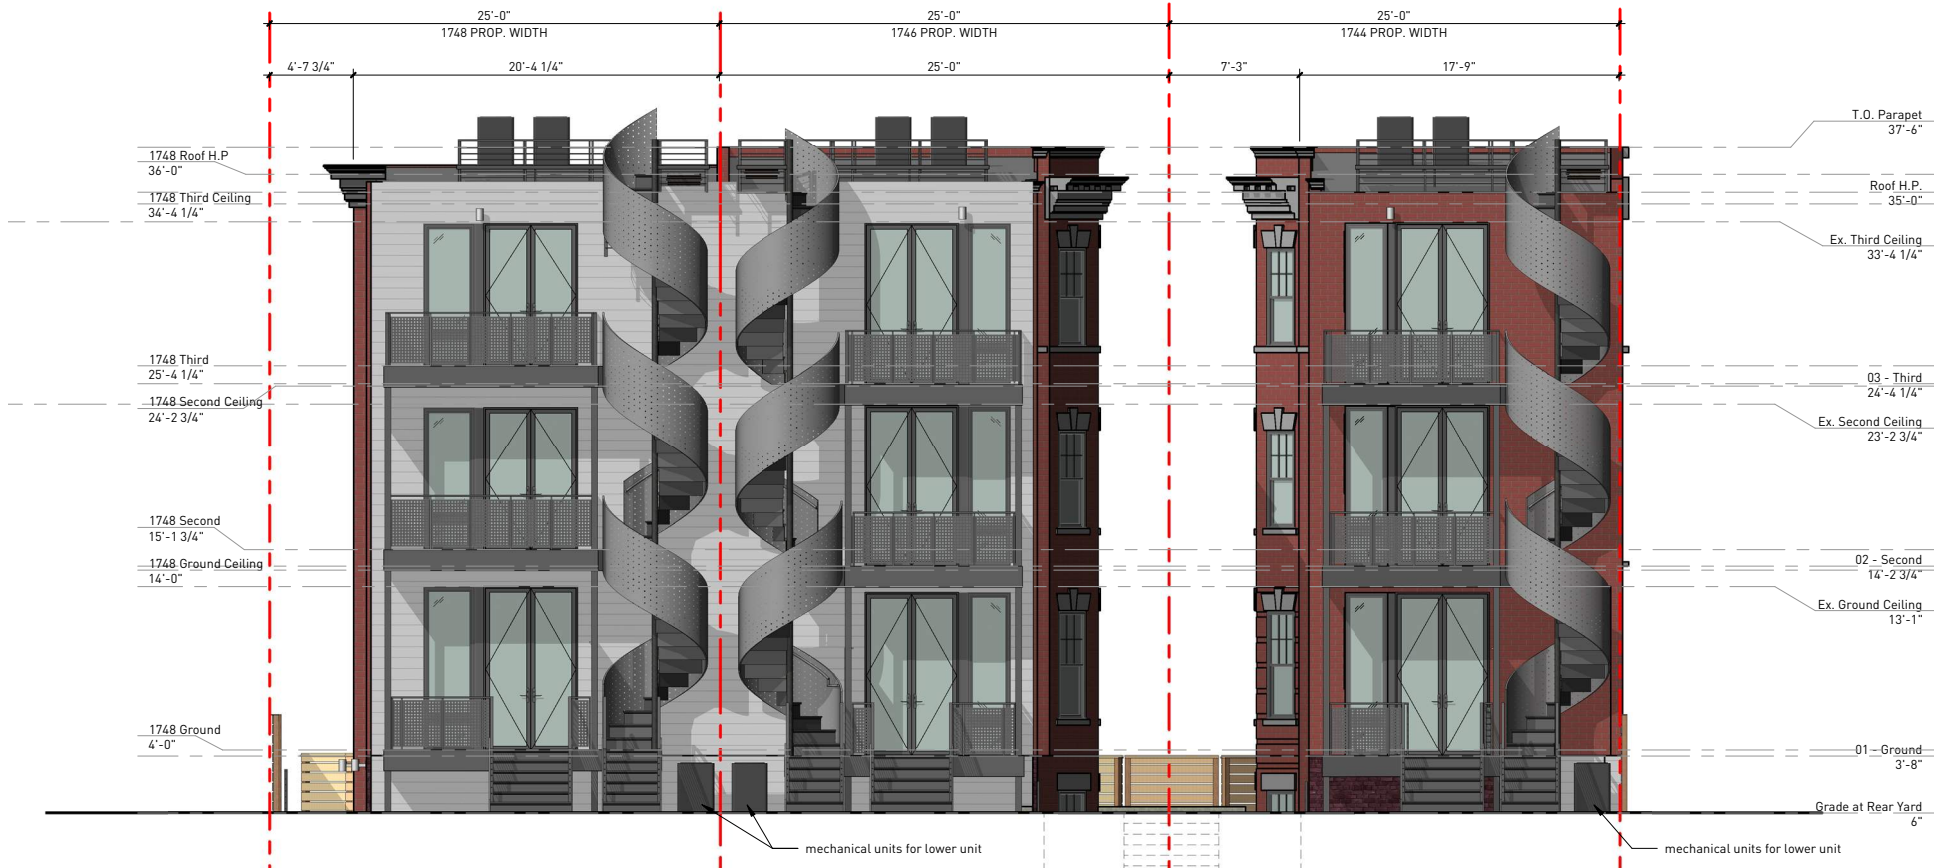 25'-0"
25'-0"
25'-0"
1748 PROP. WIDTH
1746 PROP. WIDTH
1744 PROP. WIDTH
4'-7 3/4"
20'-4 1/4"
25'-0"
7'-3"
17'-9"
1748 Roof H.P
36'-0"
1748 Third Ceiling
34'-4 1/4"
1748 Third
25'-4 1/4"
1748 Second Ceiling
24'-2 3/4"
1748 Second
15'-1 3/4"
1748 Ground Ceiling
14'-0"
1748 Ground
4'-0"
T.O. Parapet
37'-6"
Roof H.P.
35'-0"
Ex. Third Ceiling
33'-4 1/4"
03 - Third
24'-4 1/4"
Ex. Second Ceiling
23'-2 3/4"
02 - Second
14'-2 3/4"
Ex. Ground Ceiling
13'-1"
01 - Ground
3'-8"
Grade at Rear Yard
6"
mechanical units for lower unit
mechanical units for lower unit